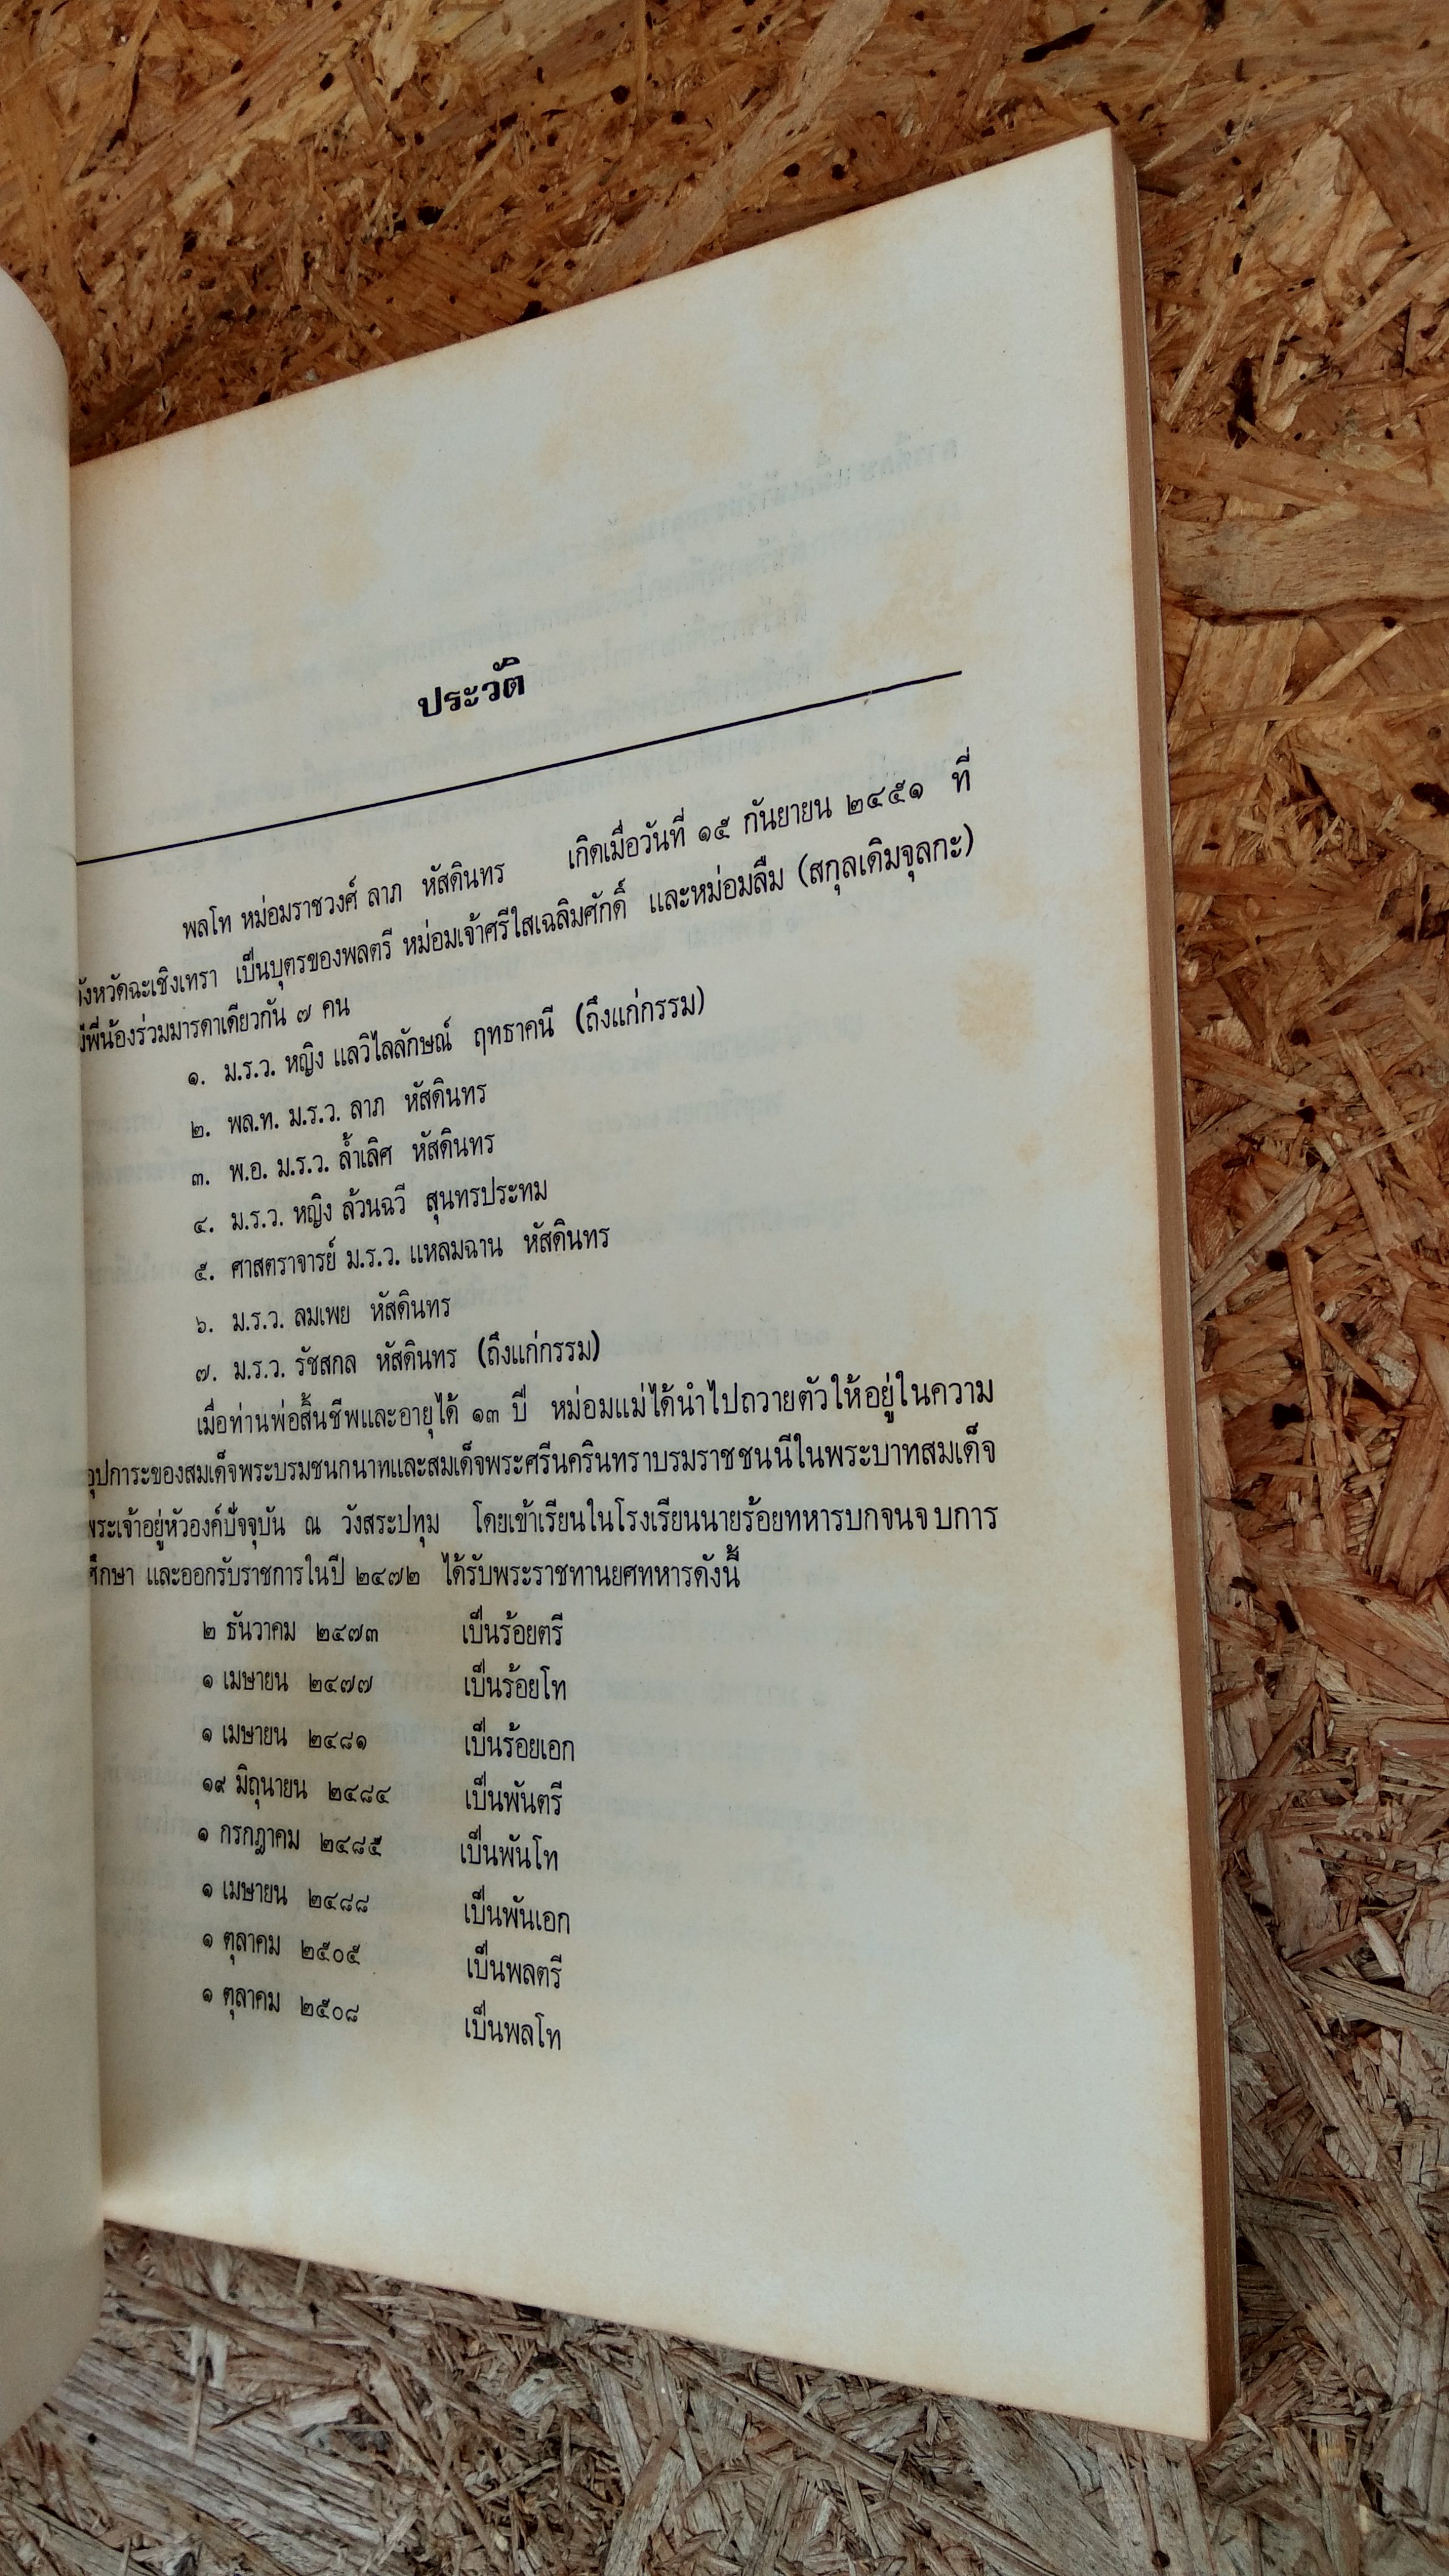 ประวัติ
พลโท หม่อมราชวงศ์ ลาภ หัสดินทร เกิดเมื่อวันที่ ๑๕ กันยายน ๒๔๕๑ ที่
จังหวัดฉะเชิงเทรา เป็นบุตรของพลตรี หม่อมเจ้าศรีใสเฉลิมศักดิ์ และหม่อมลืม (สกุลเดิมจุลกะ)
มีพี่น้องร่วมมารดาเดียวกัน ๗ คน
๑. ม.ร.ว. หญิง แลวิไลลักษณ์ ฤทธาคนี (ถึงแก่กรรม)
๒. พล.ท. ม.ร.ว. ลาภ หัสดินทร
๓. พ.อ. ม.ร.ว. ล้ำเลิศ หัสดินทร
๔. ม.ร.ว. หญิง ล้วนฉวี สุนทรประทม
๕. ศาสตราจารย์ ม.ร.ว. แหลมฉาน หัสดินทร
๖. ม.ร.ว. ลมเพย หัสดินทร
๗. ม.ร.ว. รัชสกล หัสดินทร (ถึงแก่กรรม)
เมื่อท่านพ่อสิ้นชีพและอายุได้ ๑๓ ปี หม่อมแม่ได้นำไปถวายตัวให้อยู่ในความ
อุปการะของสมเด็จพระบรมชนกนาทและสมเด็จพระศรีนครินทราบรมราชชนนีในพระบาทสมเด็จ
พระเจ้าอยู่หัวองค์ปัจจุบัน ณ วังสระปทุม โดยเข้าเรียนในโรงเรียนนายร้อยทหารบกจนจบการ
ศึกษา และออกรับราชการในปี ๒๔๗๒ ได้รับพระราชทานยศทหารดังนี้
๒ ธันวาคม ๒๔๗๓ เป็นร้อยตรี
๑ เมษายน ๒๔๗๗ เป็นร้อยโท
๑ เมษายน ๒๔๘๑ เป็นร้อยเอก
๑๙ มิถุนายน ๒๔๘๔ เป็นพันตรี
๑ กรกฎาคม ๒๔๘๕ เป็นพันโท
๑ เมษายน ๒๔๘๘ เป็นพันเอก
๑ ตุลาคม ๒๕๐๕ เป็นพลตรี
๑ ตุลาคม ๒๕๐๘ เป็นพลโท